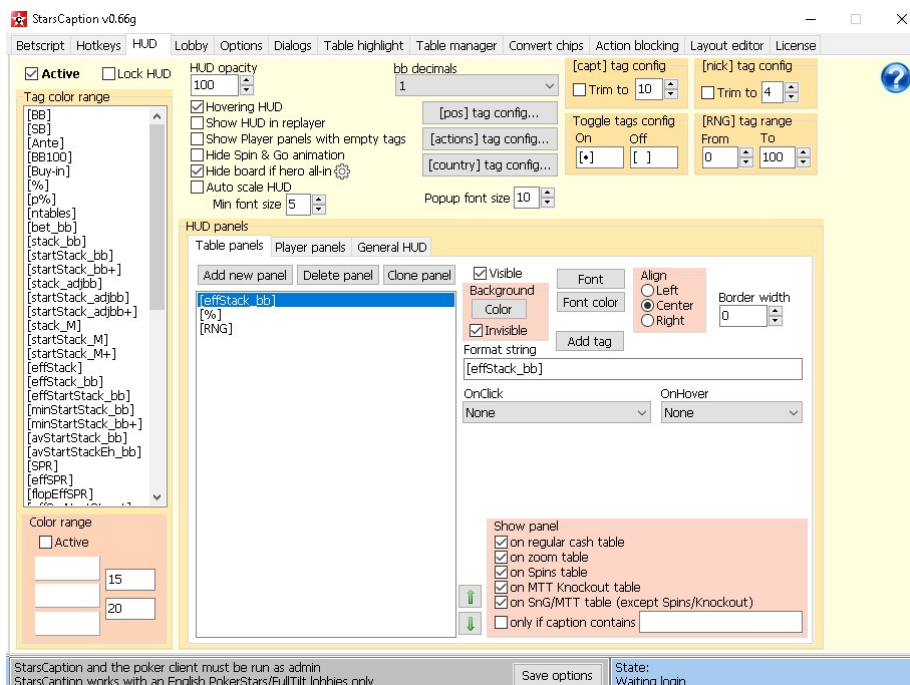 StarsCaption v0.66g
Betscript Hotkeys HUD Lobby Options Dialogs Table highlight Table manager Convert chips Action blocking Layout editor License
Active Lock HUD
Tag color range
[BB]
[SB]
[Ante]
[BB100]
[Buy-in]
[%]
[p%]
[ntables]
[bet_bb]
[stack_bb]
[startStack_bb]
[startStack_bb+]
[stack_adjbb]
[startStack_adjbb]
[startStack_adjbb+]
[stack_M]
[startStack_M]
[startStack_M+]
[effStack]
[effStack_bb]
[effStartStack_bb]
[minStartStack_bb]
[minStartStack_bb+]
[avStartStack_bb]
[avStartStackEh_bb]
[SPR]
[effSPR]
[flopEffSPR]
Color range
Active
15
20
HUD opacity
100
Hovering HUD
Show HUD in replayer
Show Player panels with empty tags
Hide Spin & Go animation
Hide board if hero all-in
Auto scale HUD
Min font size 5
bb decimals
1
[pos] tag config...
[actions] tag config...
[country] tag config...
Popup font size 10
[capt] tag config
Trim to 10
[nick] tag config
Trim to 4
Toggle tags config
On Off
[•] [ ]
[RNG] tag range
From To
0 100
?
HUD panels
Table panels Player panels General HUD
Add new panel Delete panel Clone panel
[effStack_bb]
[%]
[RNG]
Visible
Background
Color
Invisible
Font
Font color
Add tag
Align
Left
Center
Right
Border width
0
Format string
[effStack_bb]
OnClick OnHover
None None
Show panel
on regular cash table
on zoom table
on Spins table
on MTT Knockout table
on SnG/MTT table (except Spins/Knockout)
only if caption contains
StarsCaption and the poker client must be run as admin
StarsCaption works with an English PokerStars/FullTilt lobbies only
Save options
State:
Waiting login